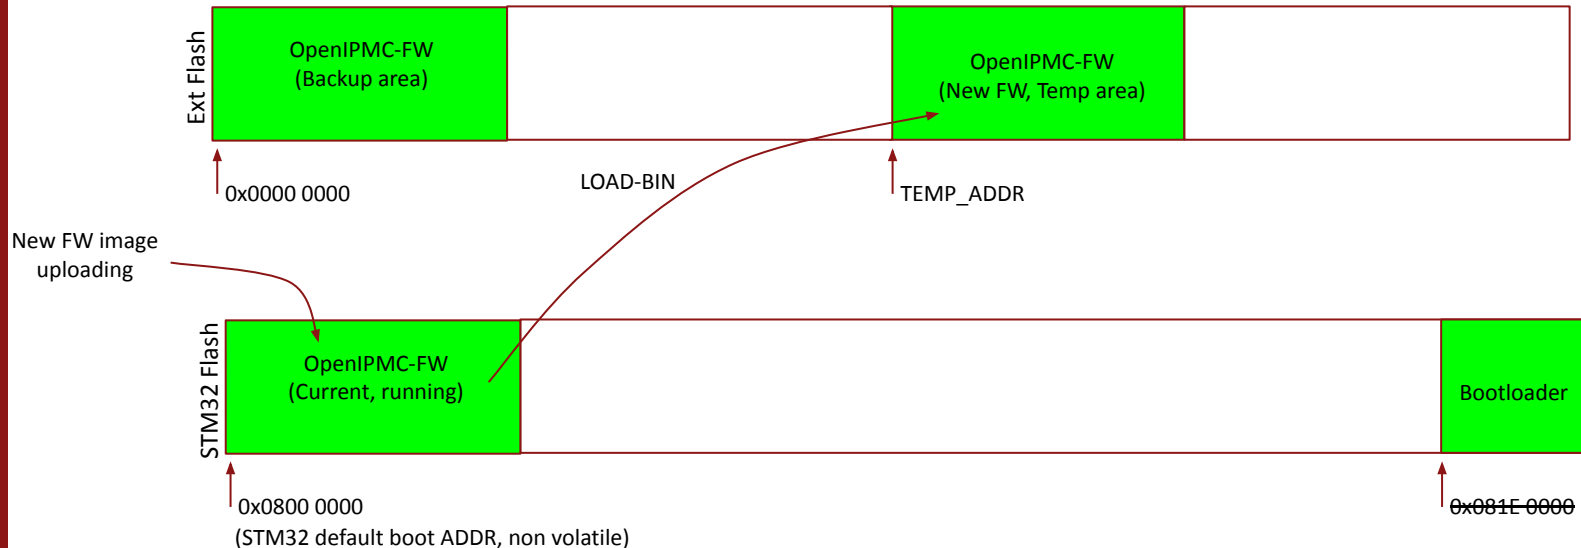 Ext Flash
OpenIPMC-FW
(Backup area)
OpenIPMC-FW
(New FW, Temp area)
0x0000 0000
LOAD-BIN
TEMP_ADDR
New FW image
uploading
STM32 Flash
OpenIPMC-FW
(Current, running)
Bootloader
0x0800 0000
(STM32 default boot ADDR, non volatile)
0x081E 0000